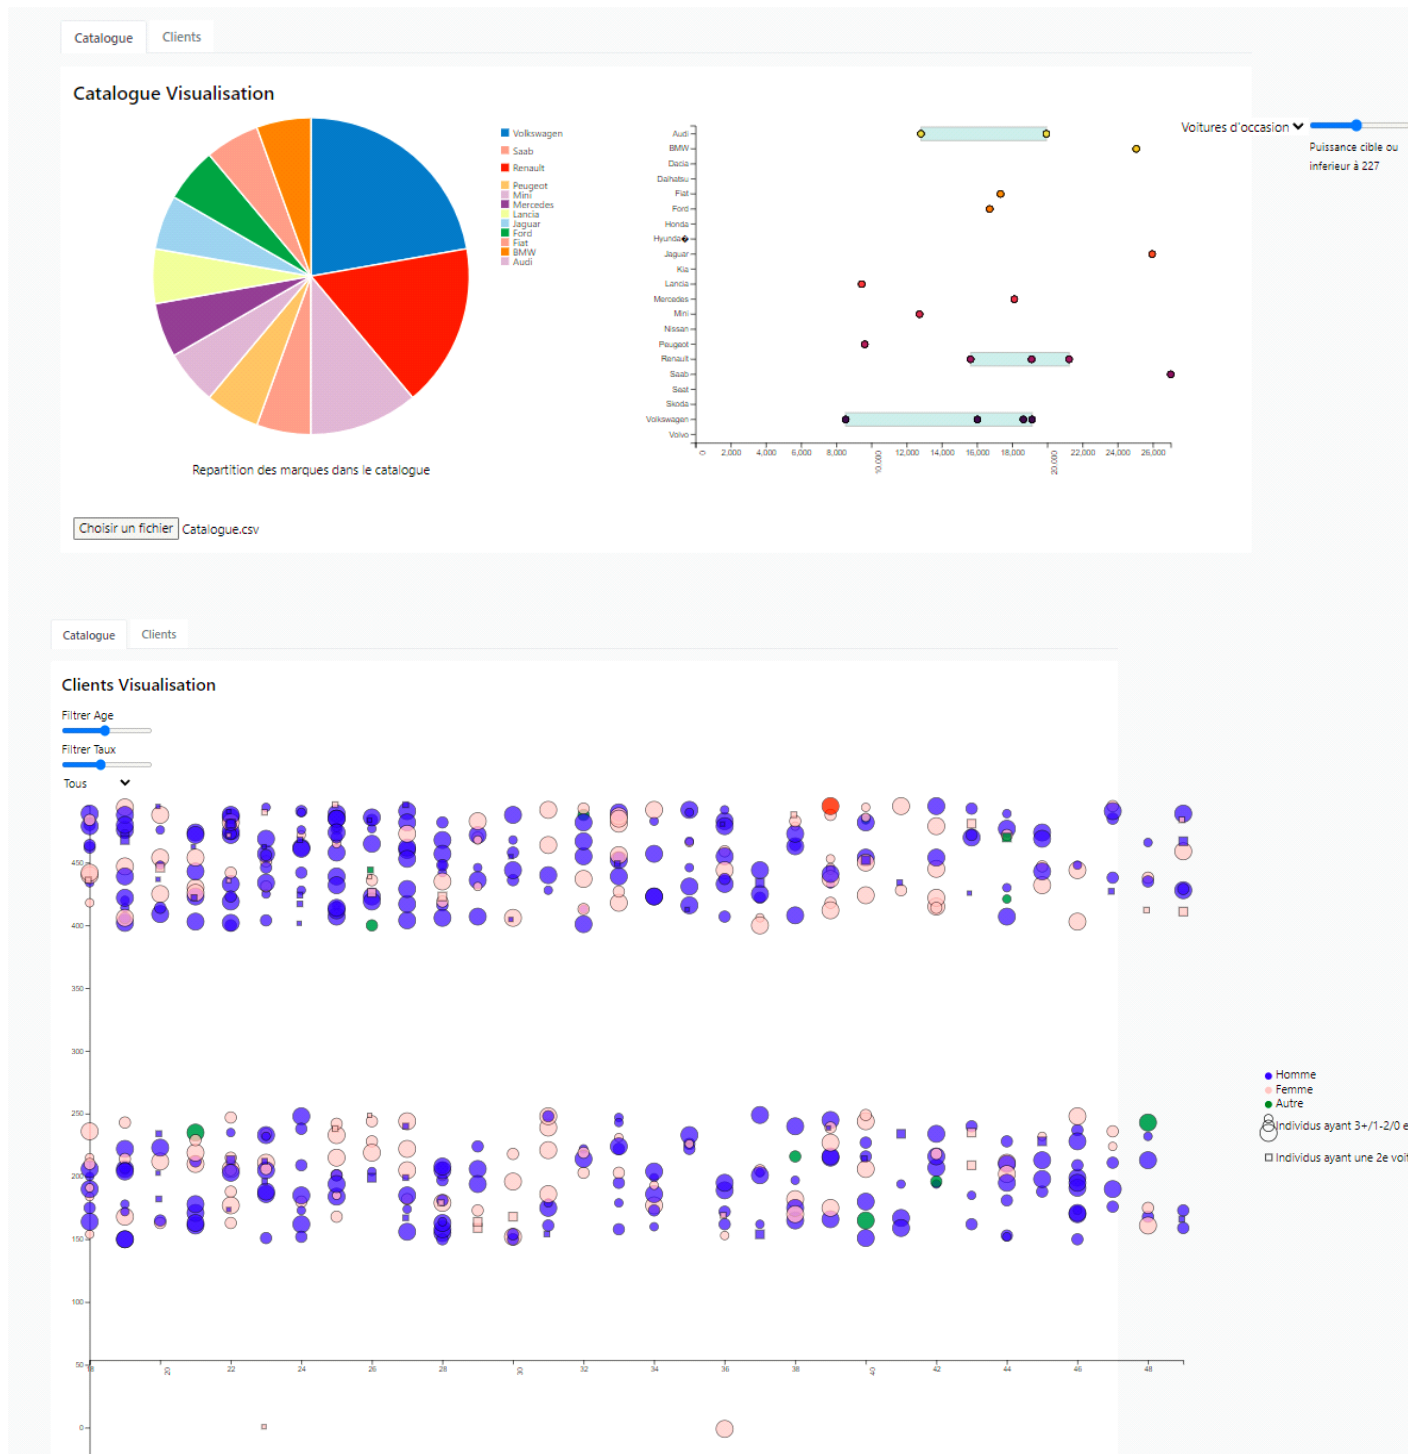 Catalogue Clients
Catalogue Visualisation
Volkswagen
Saab
Renault
Peugeot
Mini
Mercedes
Lancia
Jaguar
Ford
Fiat
BMW
Audi
Repartition des marques dans le catalogue
Audi
BMW
Dacia
Daihatsu
Fiat
Ford
Honda
Hyunda�
Jaguar
Kia
Lancia
Mercedes
Mini
Nissan
Peugeot
Renault
Saab
Seat
Skoda
Volkswagen
Volvo
0 2,000 4,000 6,000 8,000 10,000 12,000 14,000 16,000 18,000 20,000 22,000 24,000 26,000
Voitures d'occasion
Puissance cible ou
inferieur à 227
Choisir un fichier Catalogue.csv
Catalogue Clients
Clients Visualisation
Filtrer Age
Filtrer Taux
Tous
450
400
350
300
250
200
150
100
50
0
18 20 22 24 26 28 30 32 34 36 38 40 42 44 46 48
Homme
Femme
Autre
Individus ayant 3+/1-2/0 e
Individus ayant une 2e voit